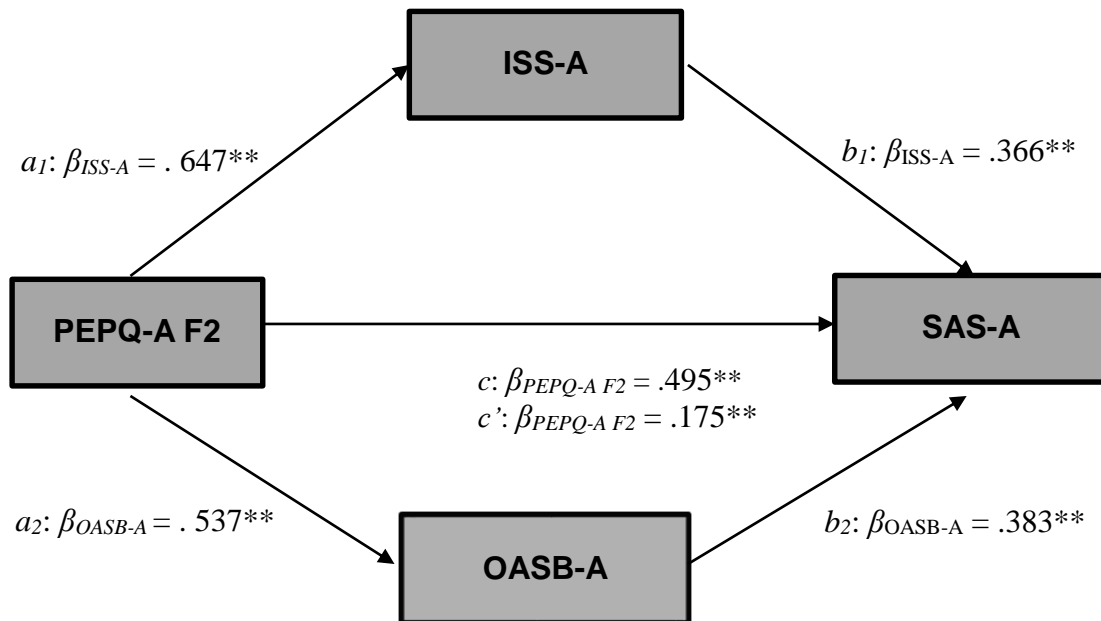 ISS-A
a1: βISS-A = . 647**
b1: βISS-A = .366**
PEPQ-A F2
SAS-A
c: βPEPQ-A F2 = .495**
c’: βPEPQ-A F2 = .175**
a2: βOASB-A = . 537**
b2: βOASB-A = .383**
OASB-A